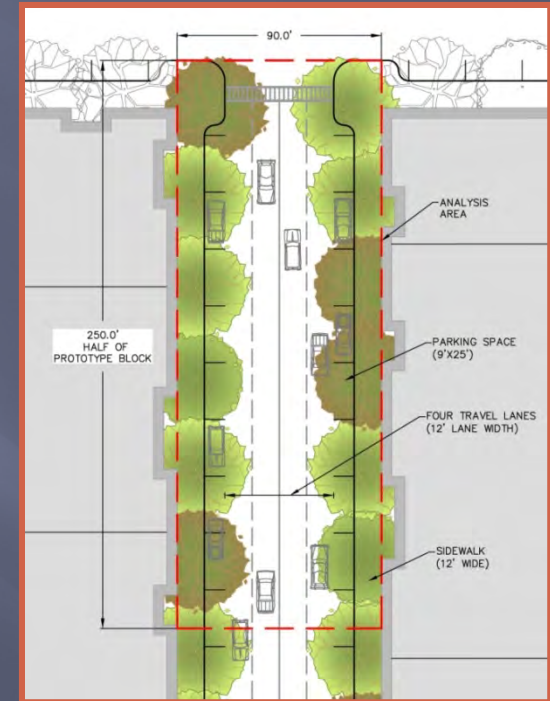 90.0'
ANALYSIS
AREA
250.0'
HALF OF
PROTOTYPE BLOCK
PARKING SPACE
(9'X25')
FOUR TRAVEL LANES
(12' LANE WIDTH)
SIDEWALK
(12' WIDE)